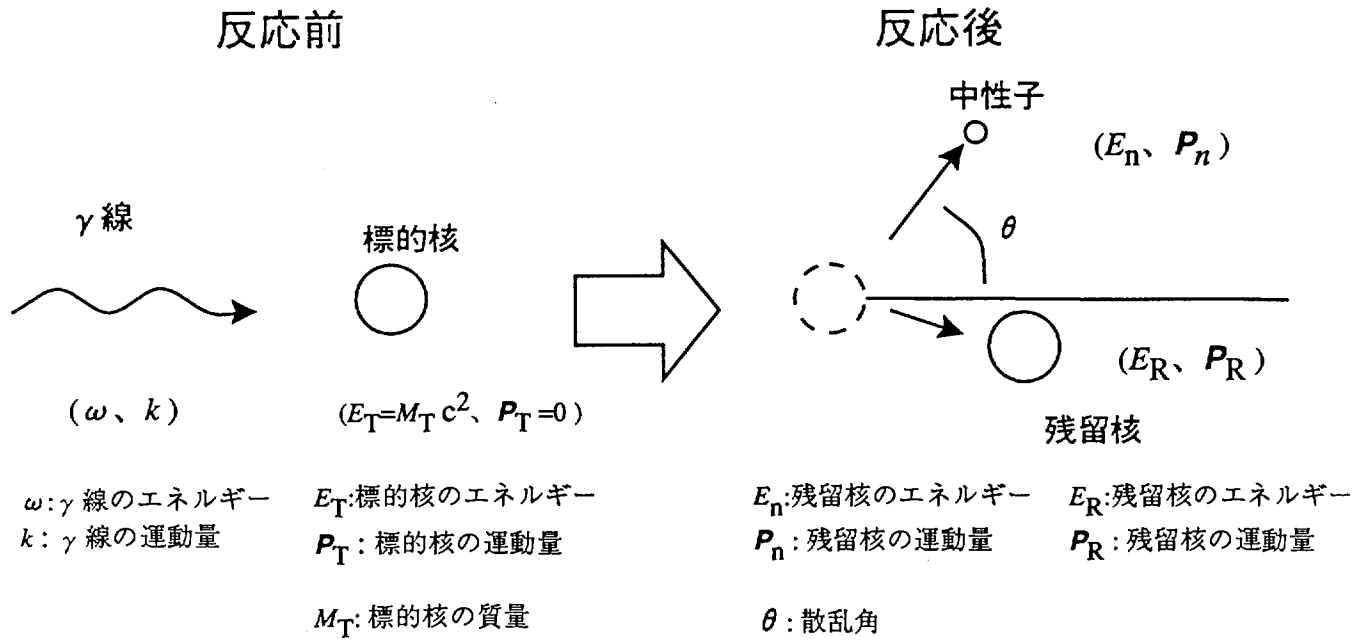 反応前
反応後
中性子
(En、Pn)
γ線
標的核
θ
(ER、PR)
(ω、k)
(ET=MT c²、PT=0)
残留核
ω:γ線のエネルギー
k:γ線の運動量
ET:標的核のエネルギー
PT:標的核の運動量
MT:標的核の質量
En:残留核のエネルギー
Pn:残留核の運動量
ER:残留核のエネルギー
PR:残留核の運動量
θ:散乱角